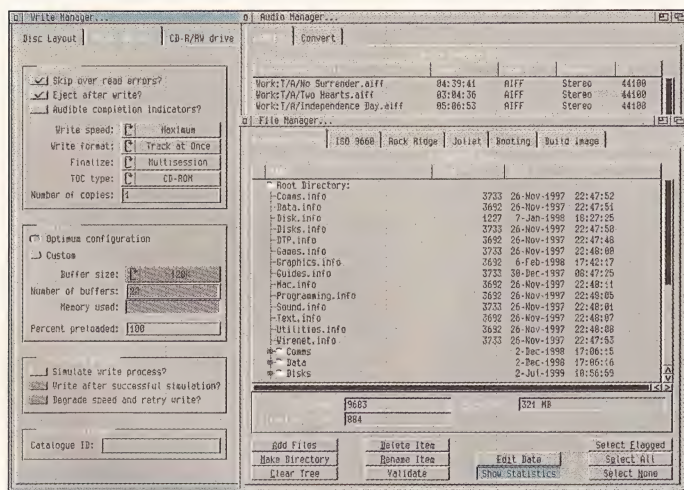 Write Manager...
Disc Layout
CD-R/RW drive
Skip over read errors?
Eject after write?
Audible completion indicators?
Write speed: Maximum
Write format: Track at Once
Finalize: Multisession
TOC type: CD-ROM
Number of copies: 1
Optimum configuration
Custom
Buffer size:
Number of buffers:
Memory used:
Percent preloaded: 100
Simulate write process?
Write after successful simulation?
Degrade speed and retry write?
Catalogue ID:
Audio Manager...
Convert
Work:T/A/No Surrender.aiff 04:39:41 AIFF Stereo 44100
Work:T/A/Two Hearts.aiff 03:04:36 AIFF Stereo 44100
Work:T/A/Independence Day.aiff 05:06:53 AIFF Stereo 44100
File Manager...
ISO 9660 Rock Ridge Joliet Booting Build Image
Root Directory:
Comms.info 3733 26-Nov-1997 22:47:52
Data.info 3692 26-Nov-1997 22:47:51
Disk.info 1227 7-Jan-1998 18:27:25
Disks.info 3733 26-Nov-1997 22:47:50
DTP.info 3692 26-Nov-1997 22:47:48
Games.info 3733 26-Nov-1997 22:48:08
Graphics.info 3692 6-Feb-1998 17:42:17
Guides.info 3733 30-Dec-1997 08:47:25
Mac.info 3692 26-Nov-1997 22:48:11
Programming.info 3692 26-Nov-1997 22:48:05
Sound.info 3733 26-Nov-1997 22:48:01
Text.info 3692 26-Nov-1997 22:48:07
Utilities.info 3692 26-Nov-1997 22:48:08
Wirenet.info 3733 26-Nov-1997 22:47:53
Comms 2-Dec-1998 17:06:15
Data 2-Dec-1998 17:06:16
Disks 2-Jul-1999 18:56:59
9683
321 MB
884
Add Files
Delete Item
Select Flagged
Make Directory
Rename Item
Edit Date
Select All
Clear Tree
Validate
Show Statistics
Select None